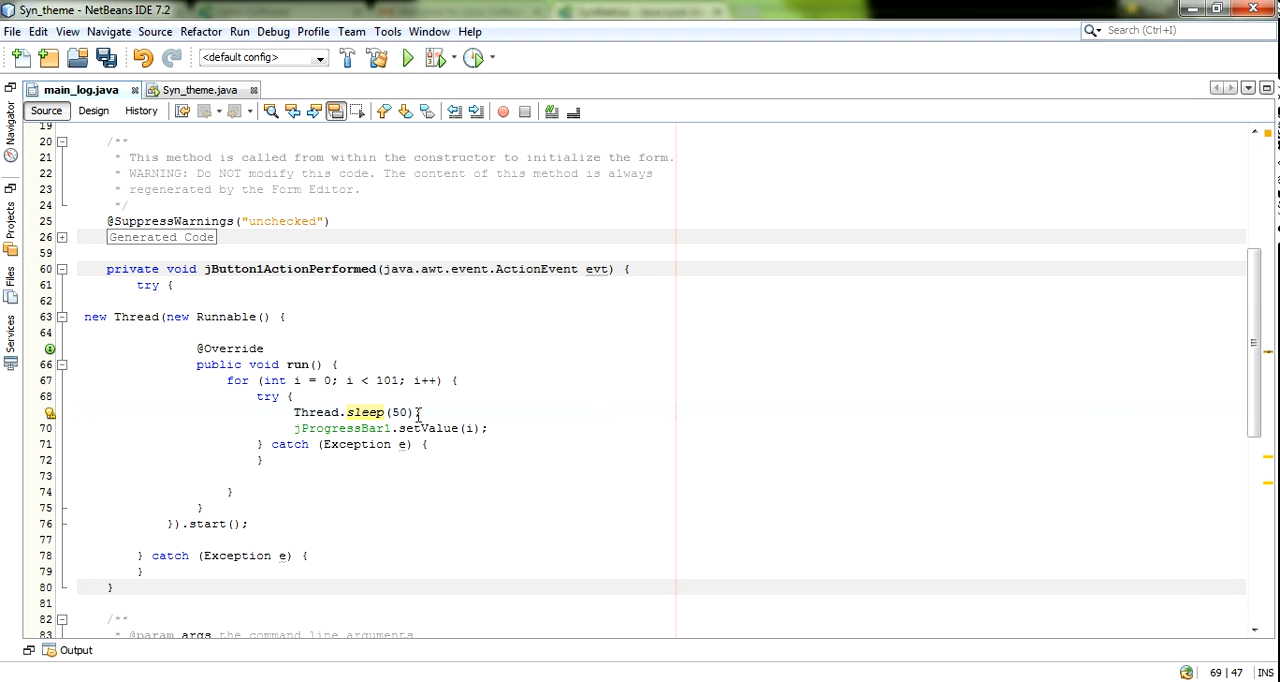 Syn_theme - NetBeans IDE 7.2
File Edit View Navigate Source Refactor Run Debug Profile Team Tools Window Help
Search (Ctrl+I)
<default config>
main_log.java
Syn_theme.java
Source Design History
Navigator
Projects
Files
Services
19
20 /**
21 * This method is called from within the constructor to initialize the form.
22 * WARNING: Do NOT modify this code. The content of this method is always
23 * regenerated by the Form Editor.
24 */
25 @SuppressWarnings("unchecked")
26 Generated Code
59
60 private void jButton1ActionPerformed(java.awt.event.ActionEvent evt) {
61 try {
62
63 new Thread(new Runnable() {
64
@Override
66 public void run() {
67 for (int i = 0; i < 101; i++) {
68 try {
Thread.sleep(50);
70 jProgressBar1.setValue(i);
71 } catch (Exception e) {
72 }
73
74 }
75 }
76 }).start();
77
78 } catch (Exception e) {
79 }
80 }
81
82 /**
83 * @param args the command line arguments
Output
69 | 47 INS